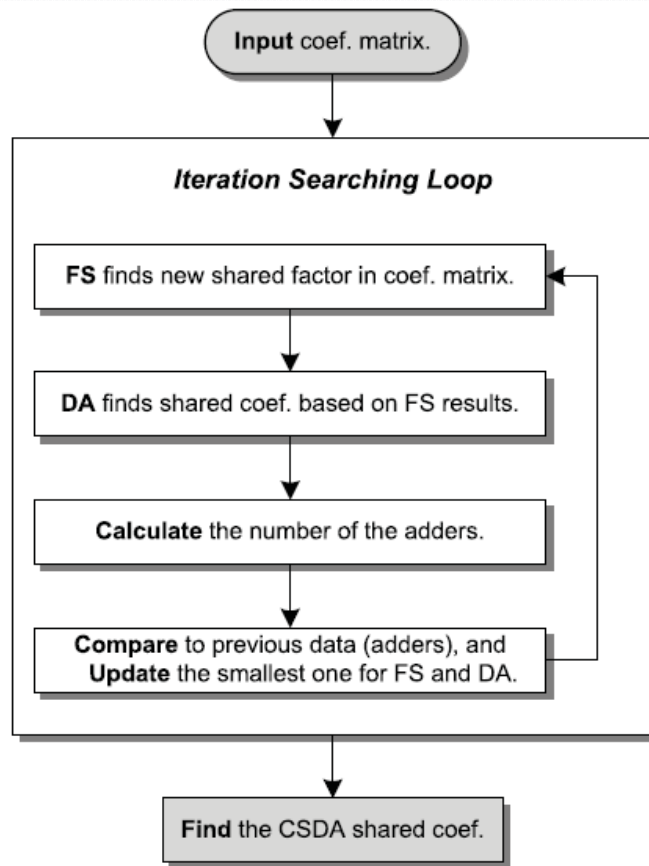 Input coef. matrix.
Iteration Searching Loop
FS finds new shared factor in coef. matrix.
DA finds shared coef. based on FS results.
Calculate the number of the adders.
Compare to previous data (adders), and
Update the smallest one for FS and DA.
Find the CSDA shared coef.